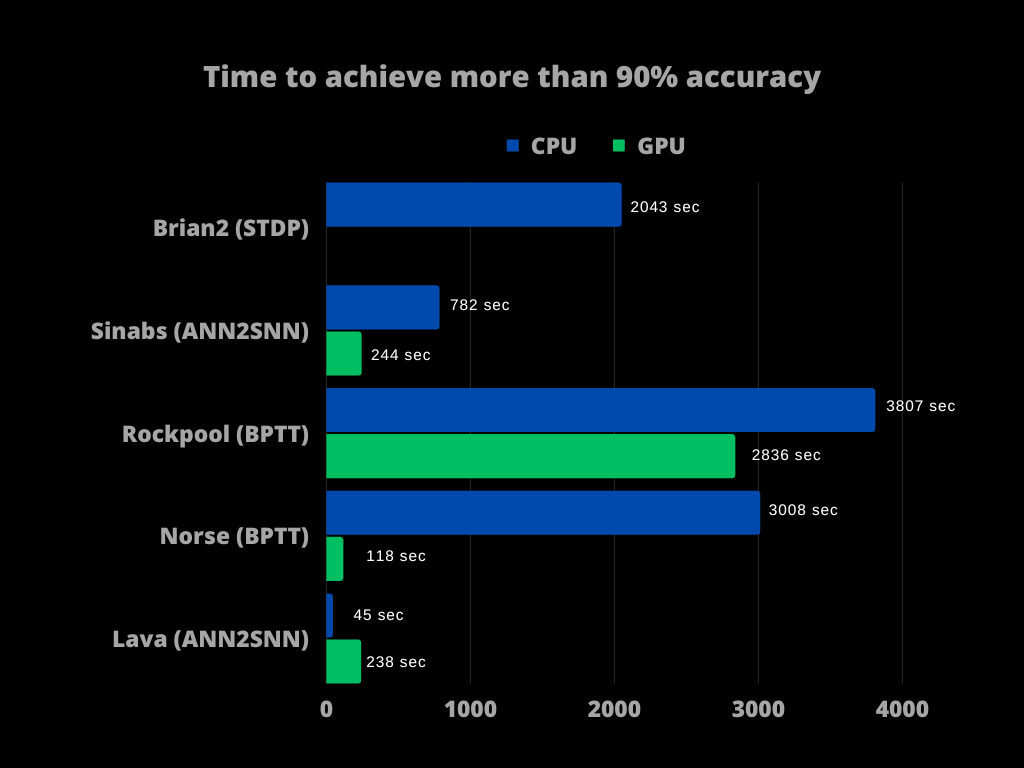 Time to achieve more than 90% accuracy
CPU GPU
Brian2 (STDP)
2043 sec
Sinabs (ANN2SNN)
782 sec
244 sec
Rockpool (BPTT)
3807 sec
2836 sec
Norse (BPTT)
3008 sec
118 sec
Lava (ANN2SNN)
45 sec
238 sec
0 1000 2000 3000 4000